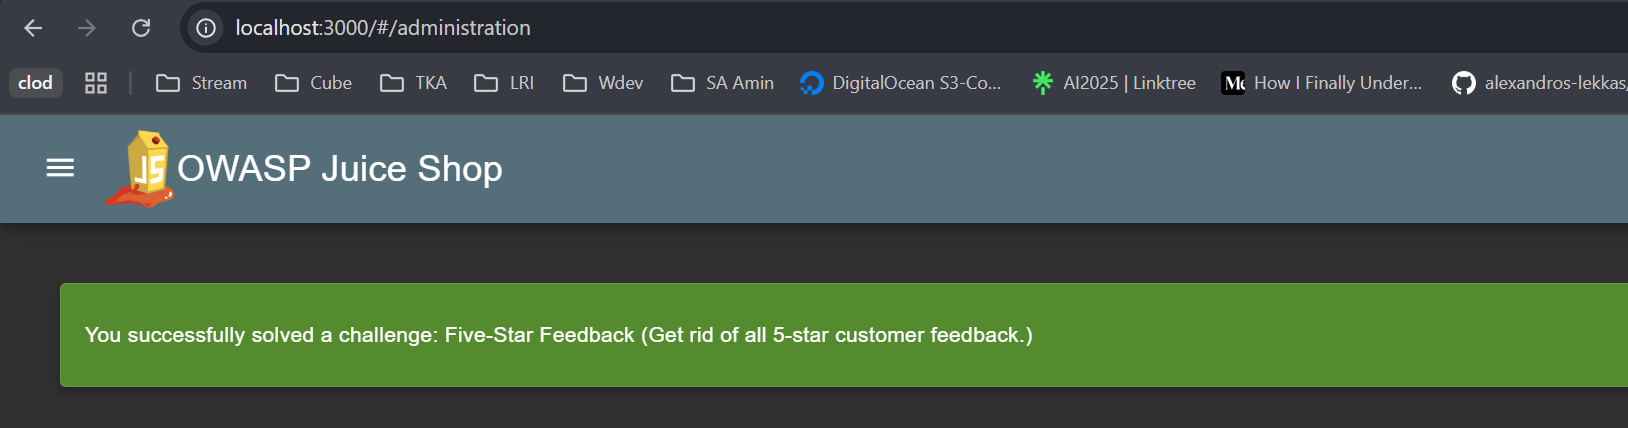 localhost:3000/#/administration
clod Stream Cube TKA LRI Wdev SA Amin DigitalOcean S3-Co... AI2025 | Linktree How I Finally Under... alexandros-lekkas/
JS OWASP Juice Shop
You successfully solved a challenge: Five-Star Feedback (Get rid of all 5-star customer feedback.)